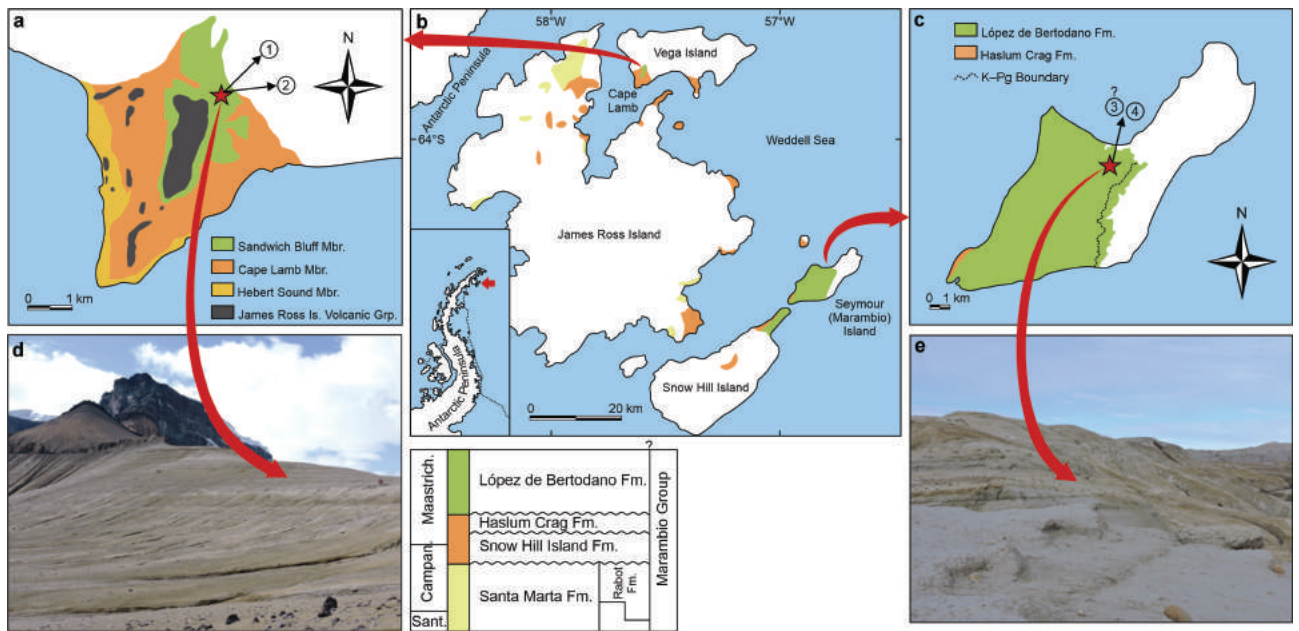 a
N
1
2
Sandwich Bluff Mbr.
Cape Lamb Mbr.
Hebert Sound Mbr.
James Ross Is. Volcanic Grp.
0 1 km
b
58°W
57°W
Antarctic Peninsula
Vega Island
Cape
Lamb
64°S
Weddell Sea
James Ross Island
Seymour
(Marambio)
Island
Snow Hill Island
Antarctic Peninsula
0 20 km
c
López de Bertodano Fm.
Haslum Crag Fm.
K–Pg Boundary
?
3 4
N
0 1 km
d
e
?
Maastrich.
Campan.
Sant.
López de Bertodano Fm.
Haslum Crag Fm.
Snow Hill Island Fm.
Santa Marta Fm.
Rabot
Fm.
Marambio Group